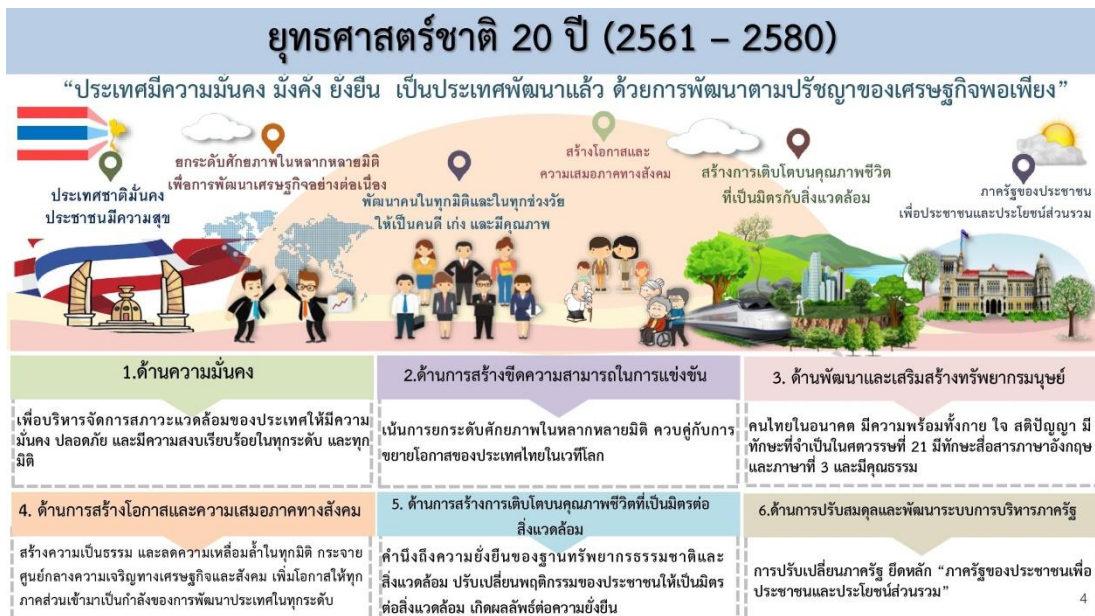 ยุทธศาสตร์ชาติ 20 ปี (2561 – 2580)
“ประเทศมีความมั่นคง มั่งคั่ง ยั่งยืน เป็นประเทศพัฒนาแล้ว ด้วยการพัฒนาตามปรัชญาของเศรษฐกิจพอเพียง”
ประเทศชาติมั่นคง
ประชาชนมีความสุข
ยกระดับศักยภาพในหลากหลายมิติ
เพื่อการพัฒนาเศรษฐกิจอย่างต่อเนื่อง
พัฒนาคนในทุกมิติและในทุกช่วงวัย
ให้เป็นคนดี เก่ง และมีคุณภาพ
สร้างโอกาสและ
ความเสมอภาคทางสังคม
สร้างการเติบโตบนคุณภาพชีวิต
ที่เป็นมิตรกับสิ่งแวดล้อม
ภาครัฐของประชาชน
เพื่อประชาชนและประโยชน์ส่วนรวม
1.ด้านความมั่นคง
เพื่อบริหารจัดการสภาวะแวดล้อมของประเทศให้มีความ
มั่นคง ปลอดภัย และมีความสงบเรียบร้อยในทุกระดับ และทุก
มิติ
2.ด้านการสร้างขีดความสามารถในการแข่งขัน
เน้นการยกระดับศักยภาพในหลากหลายมิติ ควบคู่กับการ
ขยายโอกาสของประเทศไทยในเวทีโลก
3. ด้านพัฒนาและเสริมสร้างทรัพยากรมนุษย์
คนไทยในอนาคต มีความพร้อมทั้งกาย ใจ สติปัญญา มี
ทักษะที่จำเป็นในศตวรรษที่ 21 มีทักษะสื่อสารภาษาอังกฤษ
และภาษาที่ 3 และมีคุณธรรม
4. ด้านการสร้างโอกาสและความเสมอภาคทางสังคม
สร้างความเป็นธรรม และลดความเหลื่อมล้ำในทุกมิติ กระจาย
ศูนย์กลางความเจริญทางเศรษฐกิจและสังคม เพิ่มโอกาสให้ทุก
ภาคส่วนเข้ามาเป็นกำลังของการพัฒนาประเทศในทุกระดับ
5. ด้านการสร้างการเติบโตบนคุณภาพชีวิตที่เป็นมิตรต่อ
สิ่งแวดล้อม
คำนึงถึงความยั่งยืนของฐานทรัพยากรธรรมชาติและ
สิ่งแวดล้อม ปรับเปลี่ยนพฤติกรรมของประชาชนให้เป็นมิตร
ต่อสิ่งแวดล้อม เกิดผลลัพธ์ต่อความยั่งยืน
6.ด้านการปรับสมดุลและพัฒนาระบบการบริหารภาครัฐ
การปรับเปลี่ยนภาครัฐ ยึดหลัก “ภาครัฐของประชาชนเพื่อ
ประชาชนและประโยชน์ส่วนรวม”
4